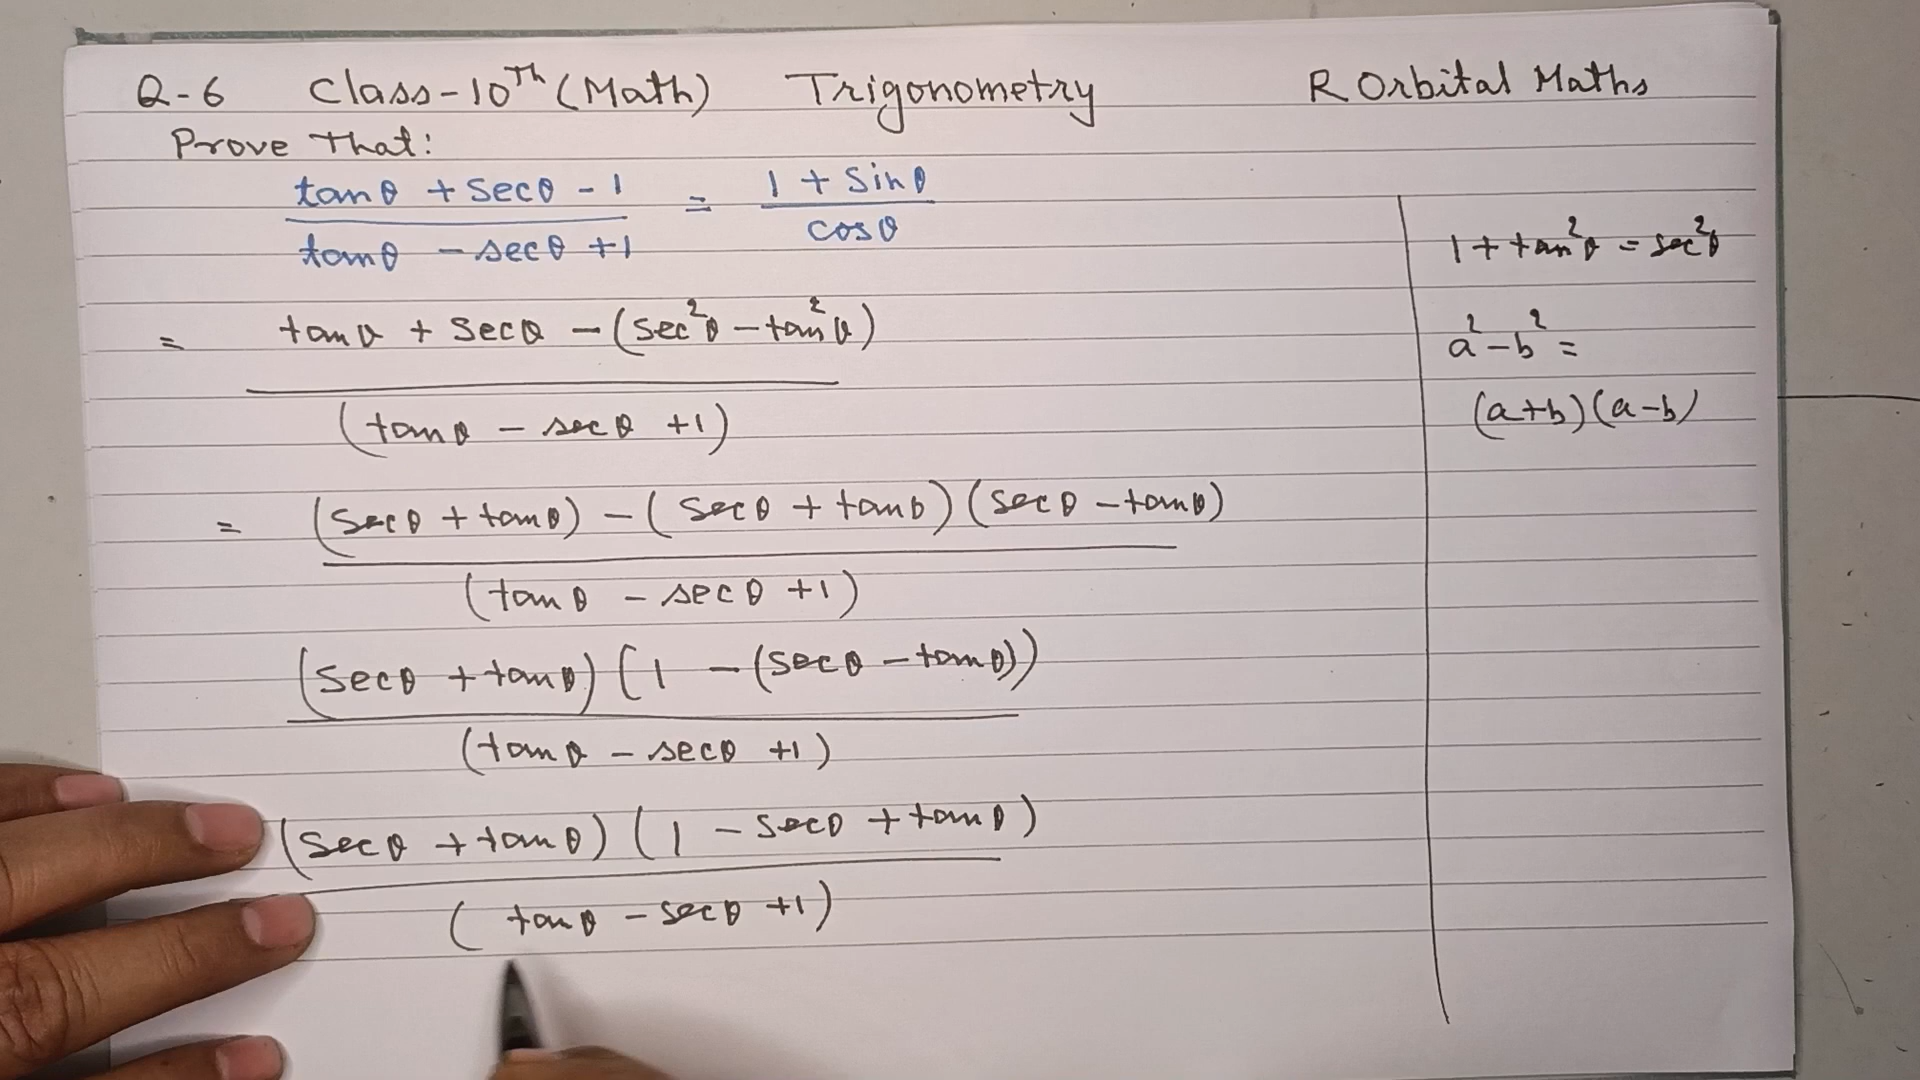 Q-6 Class-10Th (Math) Trigonometry R Orbital Maths
Prove That:
tanθ + secθ - 1 = 1 + sinθ
tanθ - secθ + 1 cosθ
= tanθ + secθ - (sec²θ - tan²θ)
(tanθ - secθ + 1)
= (secθ + tanθ) - (secθ + tanθ)(secθ - tanθ)
(tanθ - secθ + 1)
(secθ + tanθ)(1 - (secθ - tanθ))
(tanθ - secθ + 1)
(secθ + tanθ)(1 - secθ + tanθ)
(tanθ - secθ + 1)
1 + tan²θ = sec²θ
a² - b² =
(a+b)(a-b)